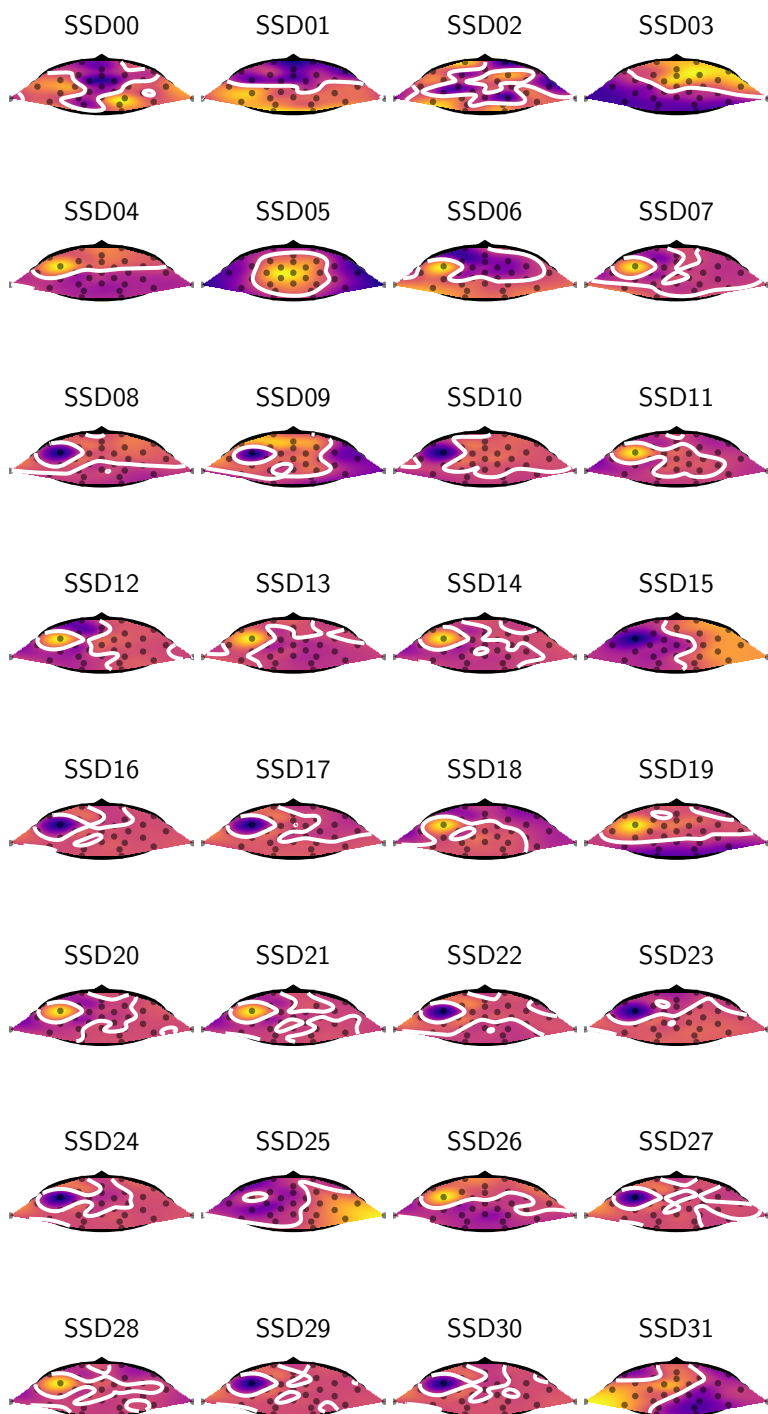 SSD00 SSD01 SSD02 SSD03
SSD04 SSD05 SSD06 SSD07
SSD08 SSD09 SSD10 SSD11
SSD12 SSD13 SSD14 SSD15
SSD16 SSD17 SSD18 SSD19
SSD20 SSD21 SSD22 SSD23
SSD24 SSD25 SSD26 SSD27
SSD28 SSD29 SSD30 SSD31